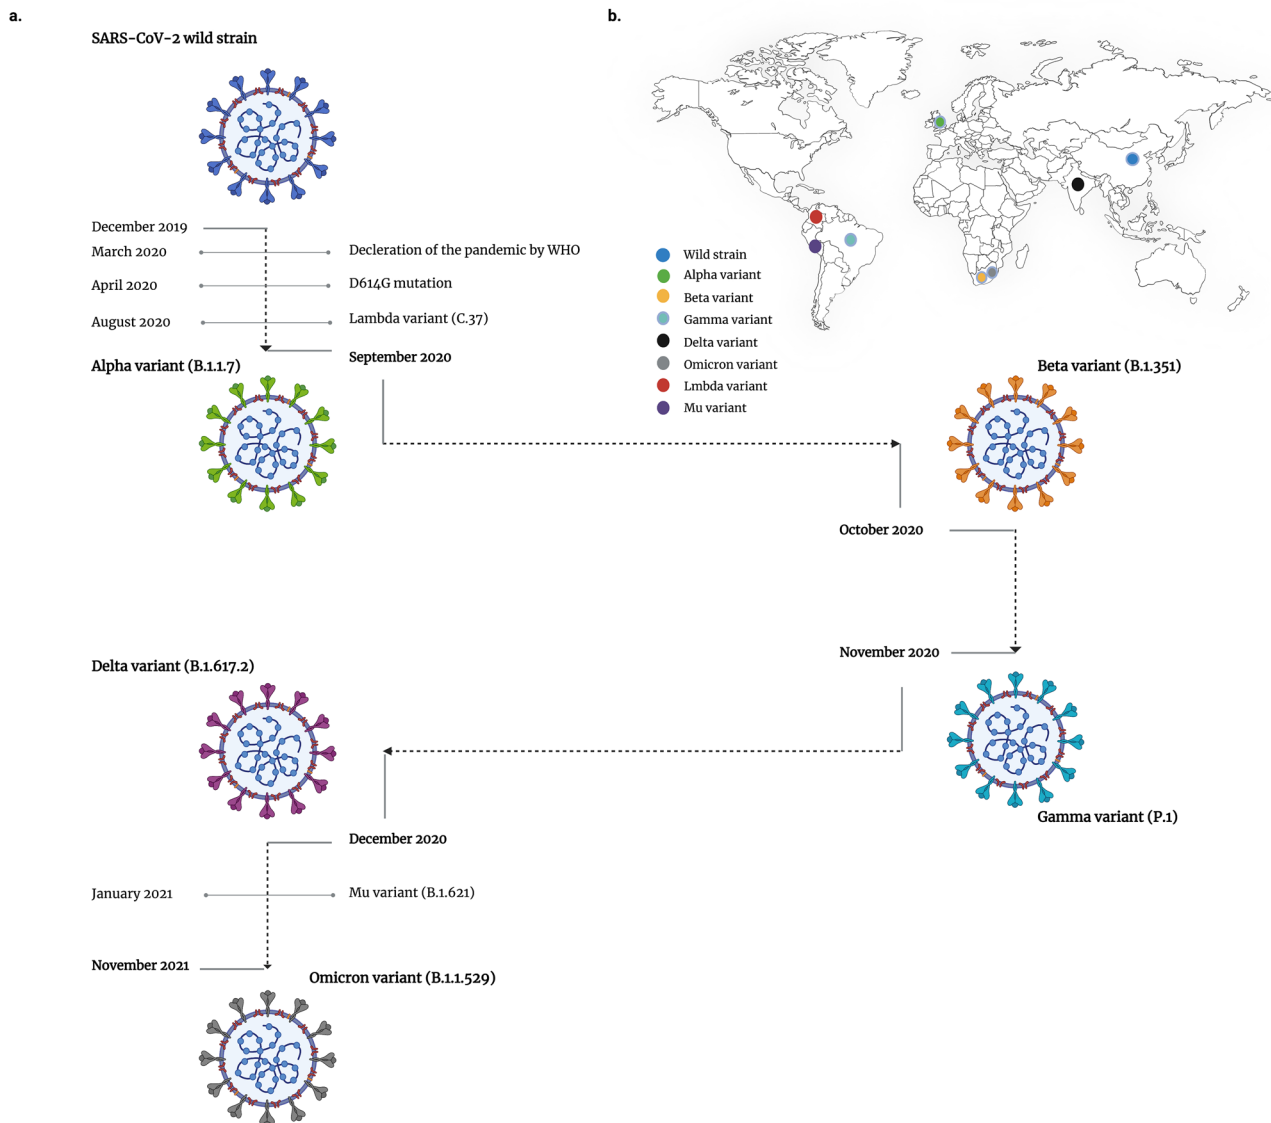 a.
SARS-CoV-2 wild strain
December 2019
March 2020
Decleration of the pandemic by WHO
April 2020
D614G mutation
August 2020
Lambda variant (C.37)
September 2020
Alpha variant (B.1.1.7)
b.
Wild strain
Alpha variant
Beta variant
Gamma variant
Delta variant
Omicron variant
Lmbda variant
Mu variant
Beta variant (B.1.351)
October 2020
November 2020
Gamma variant (P.1)
Delta variant (B.1.617.2)
December 2020
January 2021
Mu variant (B.1.621)
November 2021
Omicron variant (B.1.1.529)